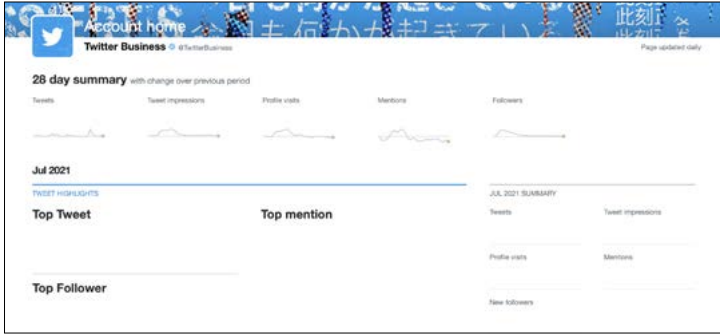 Account home
Twitter Business @TwitterBusiness
Page updated daily
28 day summary with change over previous period
Tweets Tweet impressions Profile visits Mentions Followers
Jul 2021
TWEET HIGHLIGHTS
JUL 2021 SUMMARY
Top Tweet
Top mention
Tweets Tweet impressions
Profile visits Mentions
Top Follower
New followers